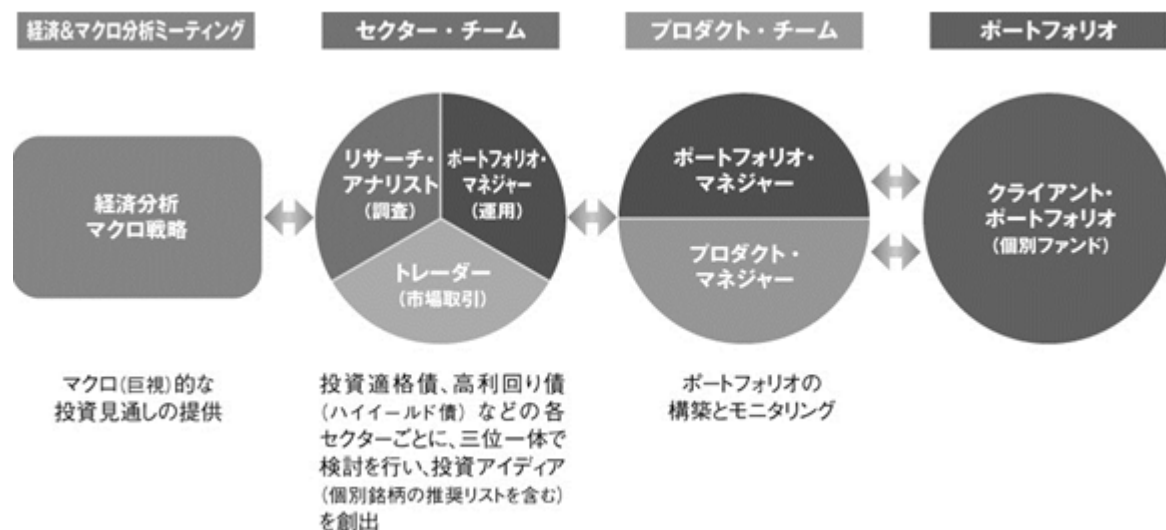 経済&マクロ分析ミーティング
セクター・チーム
プロダクト・チーム
ポートフォリオ
経済分析
マクロ戦略
リサーチ・
アナリスト
(調査)
ポートフォリオ・
マネジャー
(運用)
トレーダー
(市場取引)
ポートフォリオ・
マネジャー
プロダクト・
マネジャー
クライアント・
ポートフォリオ
(個別ファンド)
マクロ(巨視)的な
投資見通しの提供
投資適格債、高利回り債
(ハイイールド債)などの各
セクターごとに、三位一体で
検討を行い、投資アイディア
(個別銘柄の推奨リストを含む)
を創出
ポートフォリオの
構築とモニタリング